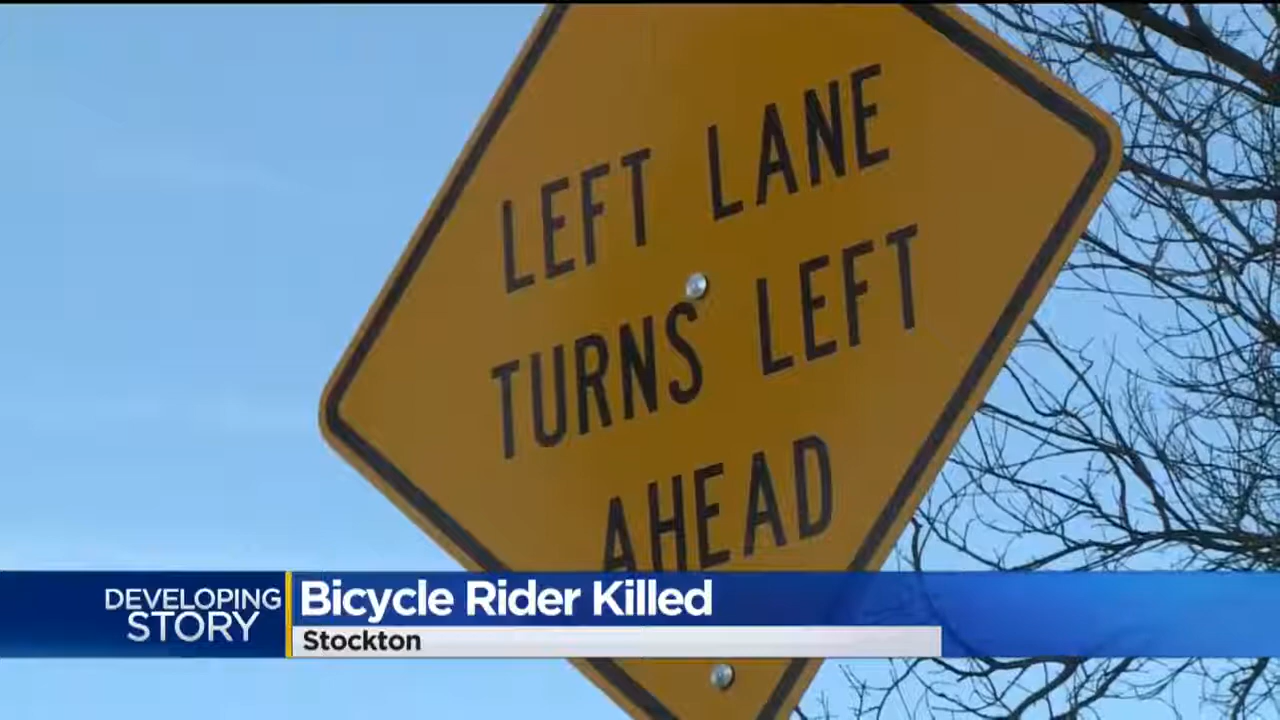 LEFT LANE
TURNS LEFT
AHEAD
DEVELOPING
STORY
Bicycle Rider Killed
Stockton